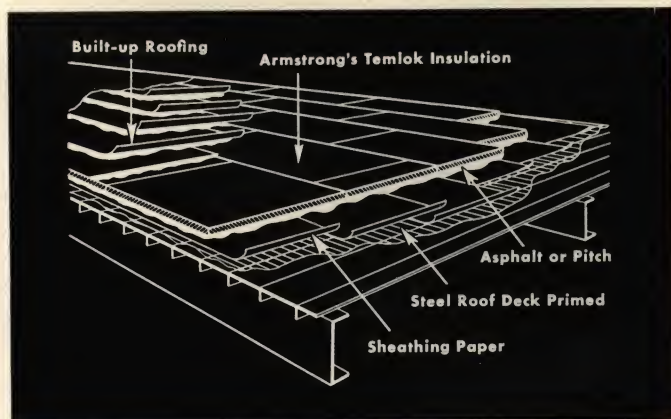 Built-up Roofing
Armstrong's Temlok Insulation
Asphalt or Pitch
Steel Roof Deck Primed
Sheathing Paper